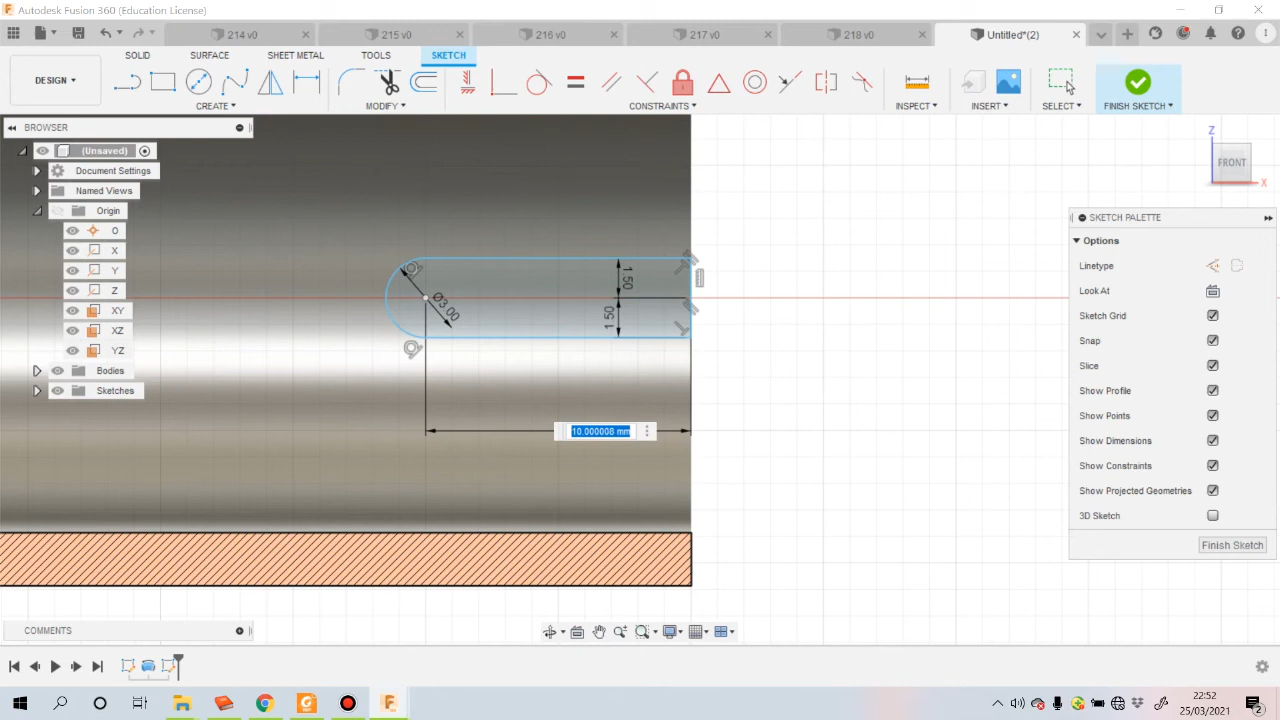 Autodesk Fusion 360 (Education License)
214 v0
215 v0
216 v0
217 v0
218 v0
Untitled*(2)
DESIGN
SOLID
SURFACE
SHEET METAL
TOOLS
SKETCH
CREATE
MODIFY
CONSTRAINTS
INSPECT
INSERT
SELECT
FINISH SKETCH
BROWSER
(Unsaved)
Document Settings
Named Views
Origin
O
X
Y
Z
XY
XZ
YZ
Bodies
Sketches
Z
FRONT
X
1.50
1.50
Ø3.00
10.000008 mm
SKETCH PALETTE
Options
Linetype
Look At
Sketch Grid
Snap
Slice
Show Profile
Show Points
Show Dimensions
Show Constraints
Show Projected Geometries
3D Sketch
Finish Sketch
COMMENTS
22:52
25/03/2021
2